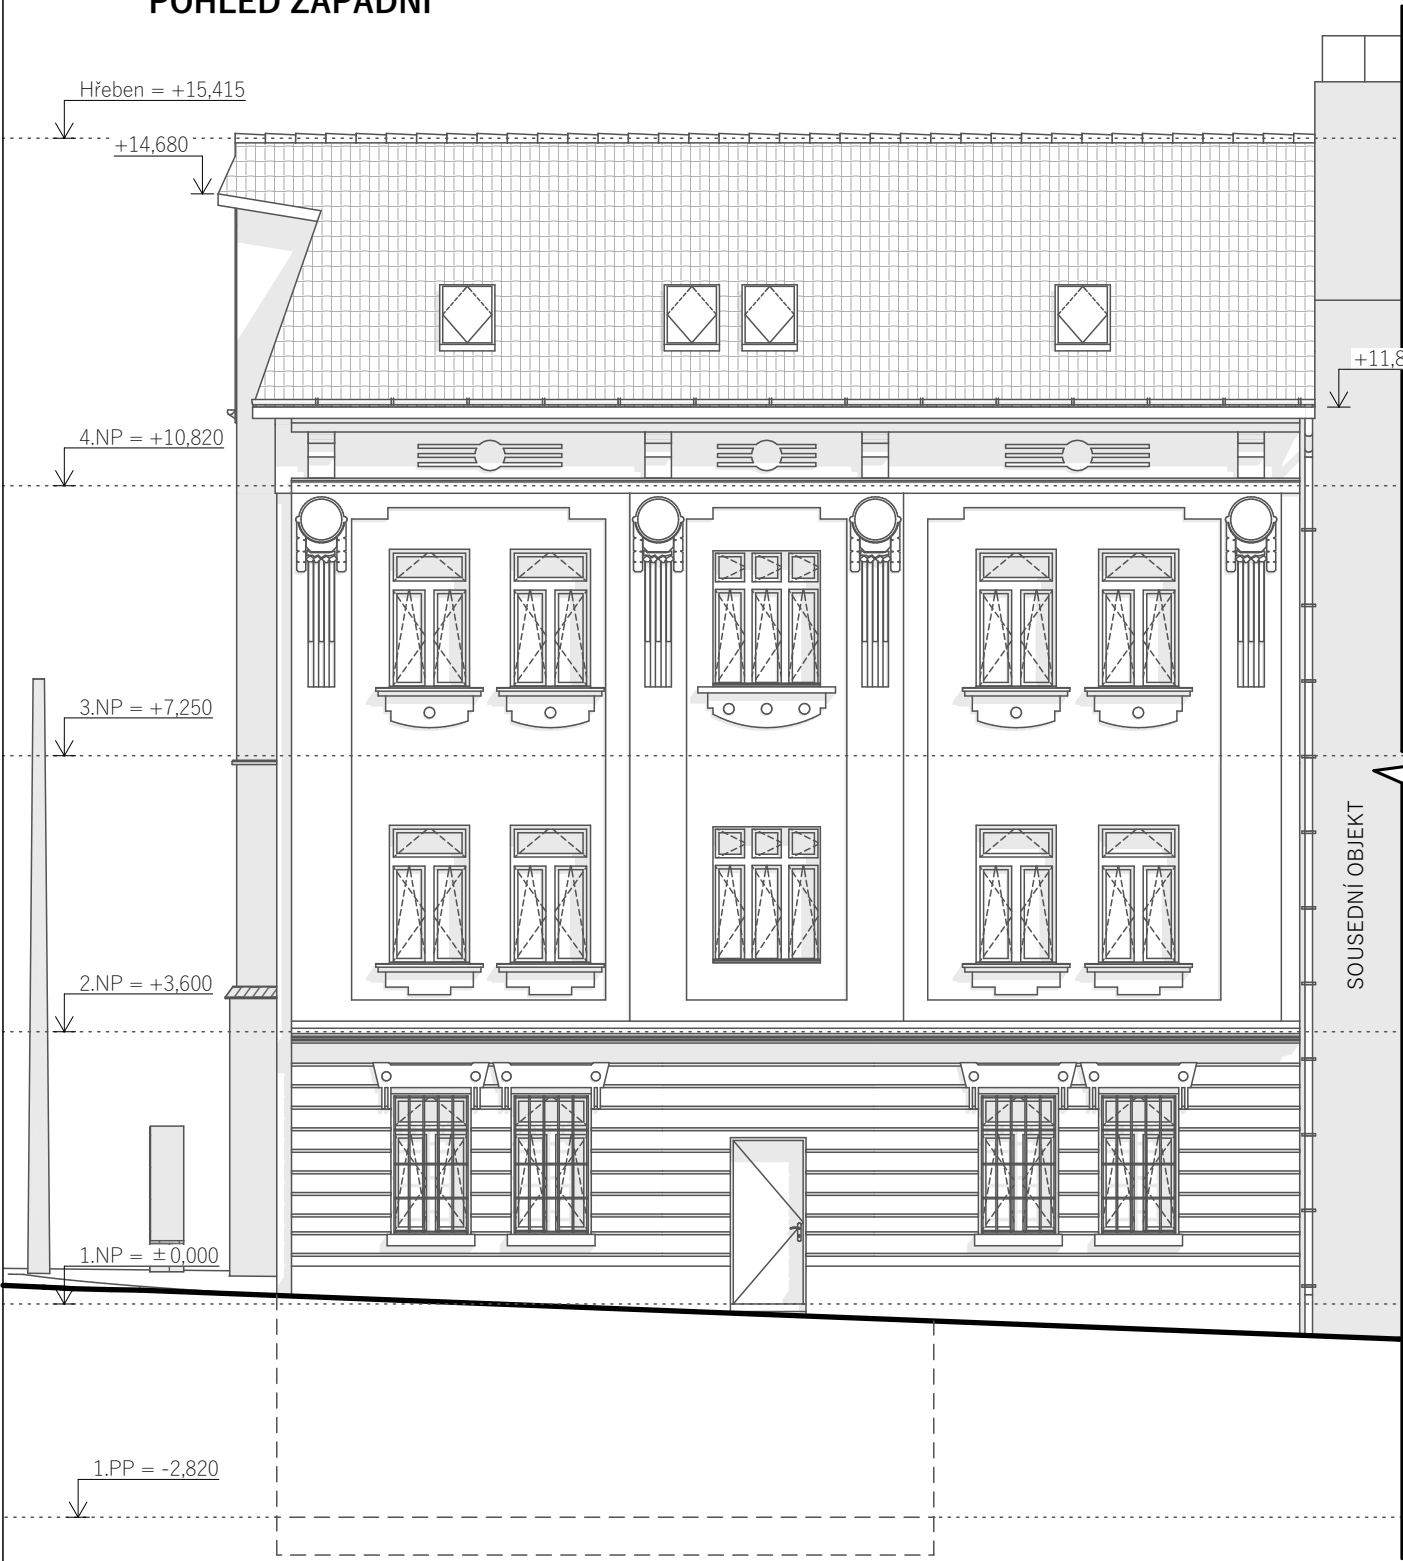 POHLED ZÁPADNÍ
Hřeben = +15,415
+14,680
+11,8
4.NP = +10,820
3.NP = +7,250
SOUSEDNÍ OBJEKT
2.NP = +3,600
1.NP = ±0,000
1.PP = -2,820